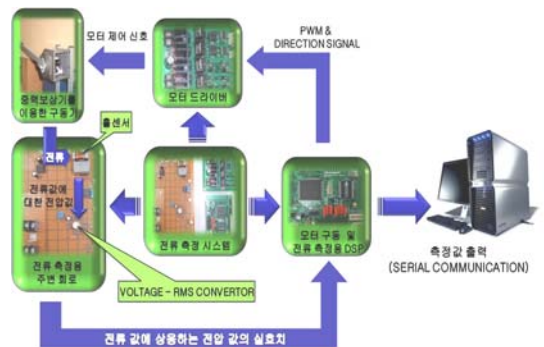 모터 제어 신호
PWM &
DIRECTION SIGNAL
중력보상기를
이용한 구동기
모터 드라이버
홀센서
전류
전류값에
대한 전압값
전류 측정용
주변 회로
전류 측정 시스템
모터 구동 및
전류 측정용 DSP
측정값 출력
(SERIAL COMMUNICATION)
VOLTAGE - RMS CONVERTOR
전류 값에 상응하는 전압 값의 실효치